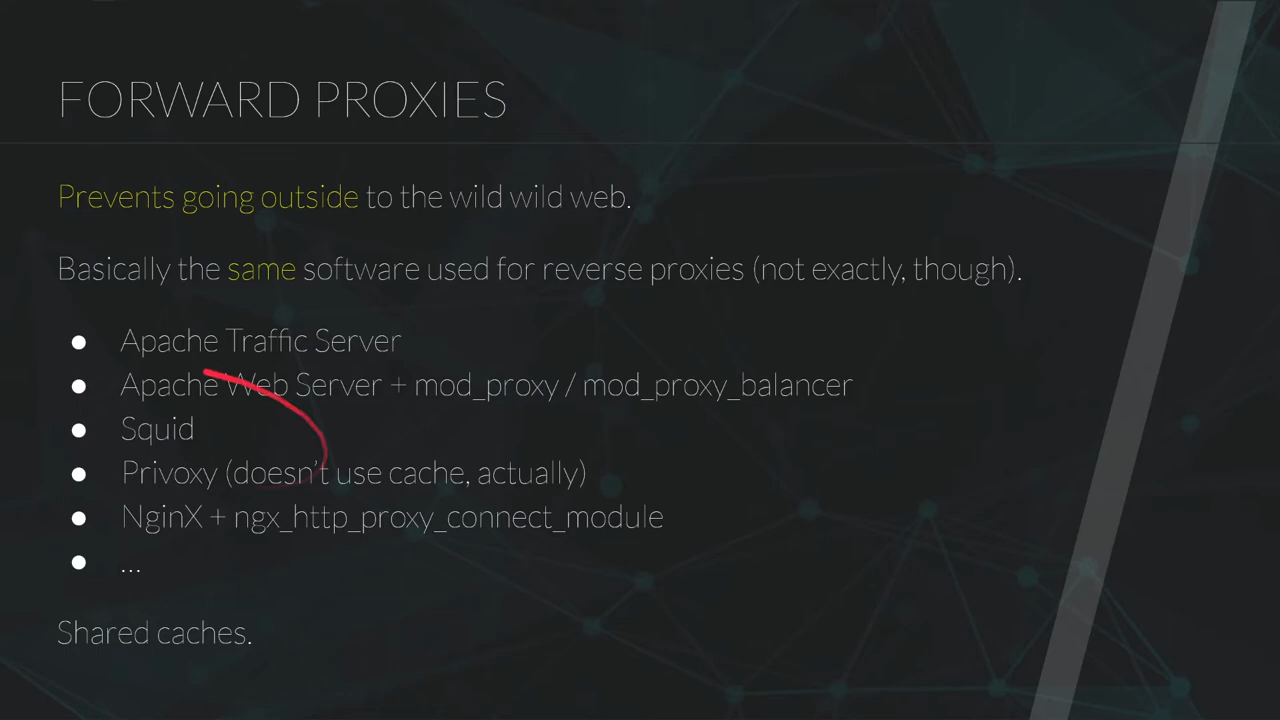 FORWARD PROXIES
Prevents going outside to the wild wild web.
Basically the same software used for reverse proxies (not exactly, though).
● Apache Traffic Server
● Apache Web Server + mod_proxy / mod_proxy_balancer
● Squid
● Privoxy (doesn't use cache, actually)
● NginX + ngx_http_proxy_connect_module
● ...
Shared caches.